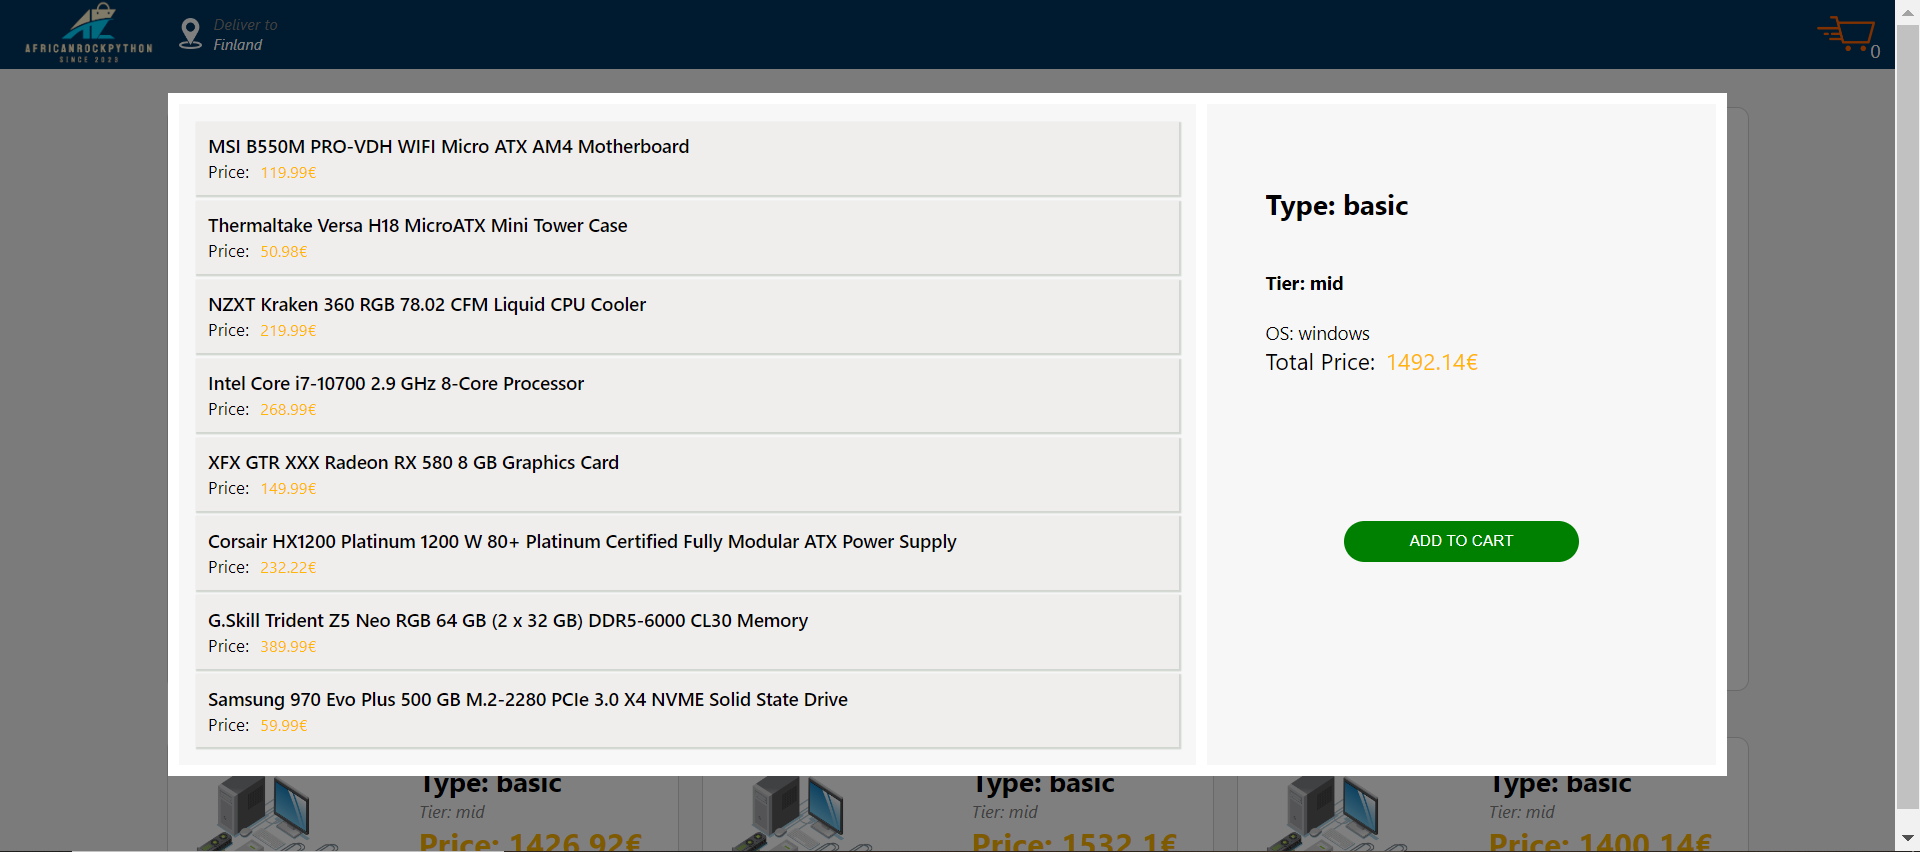 AFRICANROCKPYTHON
SINCE 2023
Deliver to
Finland
0
MSI B550M PRO-VDH WIFI Micro ATX AM4 Motherboard
Price: 119.99€
Thermaltake Versa H18 MicroATX Mini Tower Case
Price: 50.98€
NZXT Kraken 360 RGB 78.02 CFM Liquid CPU Cooler
Price: 219.99€
Intel Core i7-10700 2.9 GHz 8-Core Processor
Price: 268.99€
XFX GTR XXX Radeon RX 580 8 GB Graphics Card
Price: 149.99€
Corsair HX1200 Platinum 1200 W 80+ Platinum Certified Fully Modular ATX Power Supply
Price: 232.22€
G.Skill Trident Z5 Neo RGB 64 GB (2 x 32 GB) DDR5-6000 CL30 Memory
Price: 389.99€
Samsung 970 Evo Plus 500 GB M.2-2280 PCIe 3.0 X4 NVME Solid State Drive
Price: 59.99€
Type: basic
Tier: mid
OS: windows
Total Price: 1492.14€
ADD TO CART
Type: basic
Tier: mid
Price: 1426.92€
Type: basic
Tier: mid
Price: 1532.1€
Type: basic
Tier: mid
Price: 1400.14€